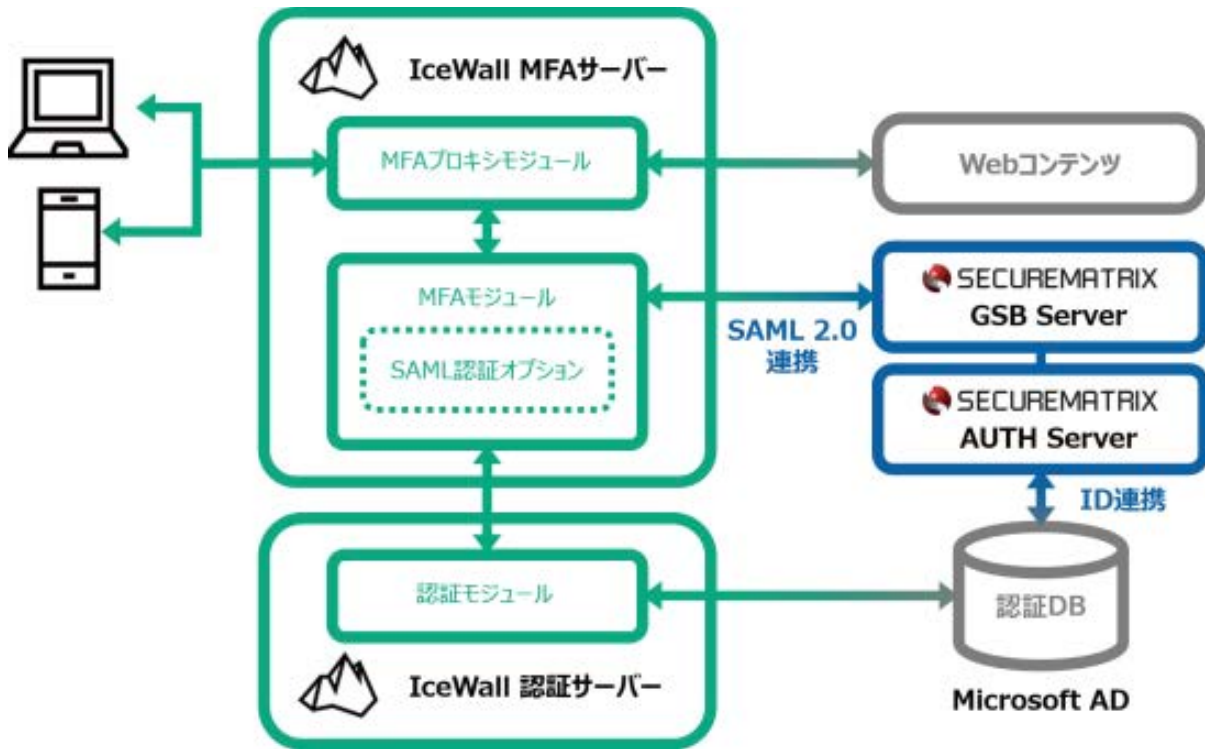 IceWall MFAサーバー
MFAプロキシモジュール
Webコンテンツ
MFAモジュール
SAML認証オプション
SAML 2.0
連携
SECUREMATRIX
GSB Server
SECUREMATRIX
AUTH Server
ID連携
認証モジュール
認証DB
IceWall 認証サーバー
Microsoft AD